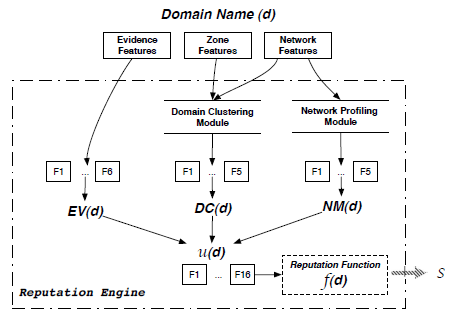 Domain Name (d)
Evidence
Features
Zone
Features
Network
Features
Domain Clustering
Module
Network Profiling
Module
F1 ... F6
F1 ... F5
F1 ... F5
EV(d)
DC(d)
NM(d)
u(d)
F1 ... F16
Reputation Function
f(d)
S
Reputation Engine